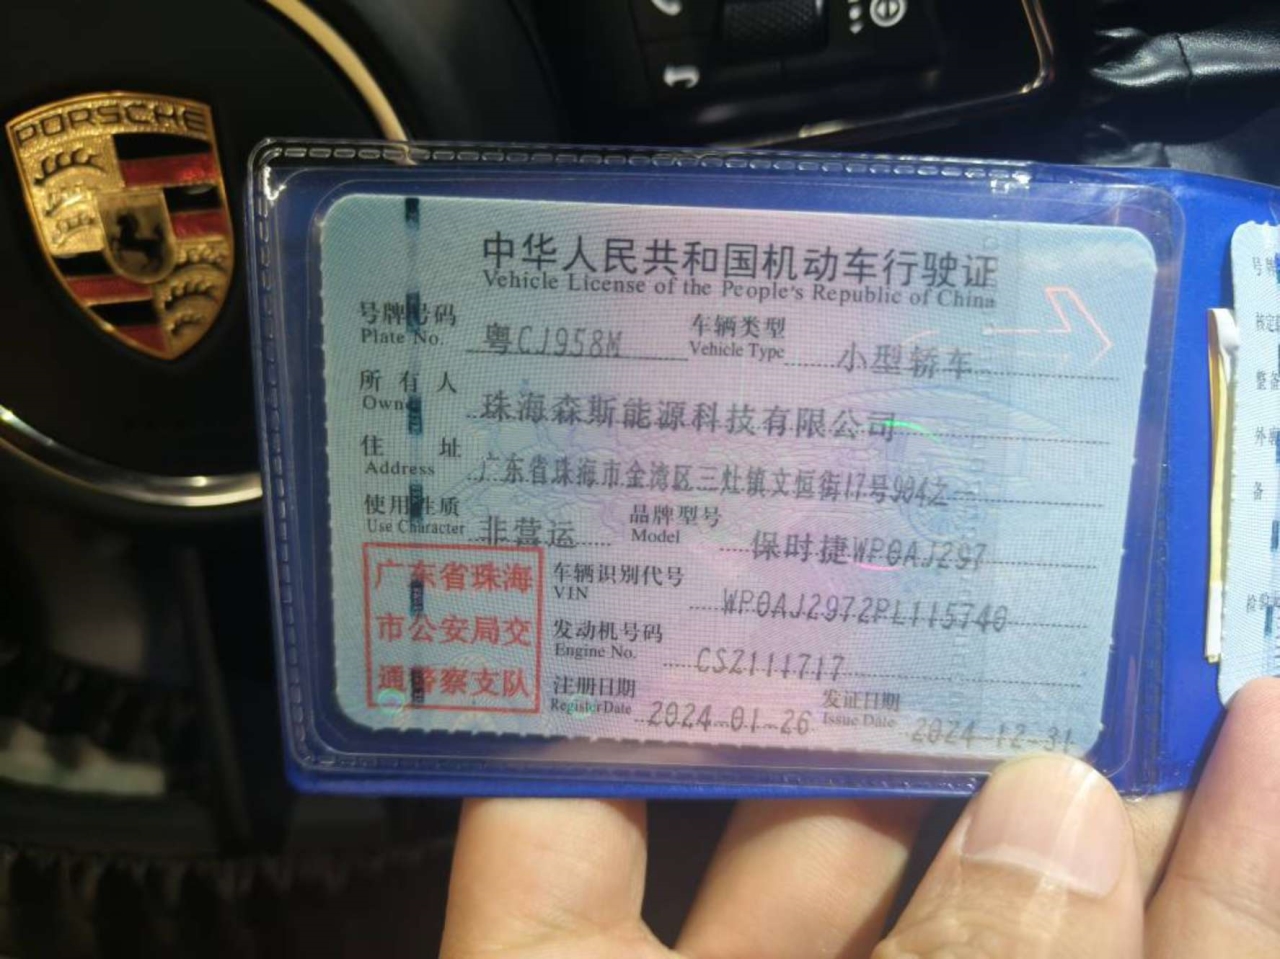 PORSCHE
中华人民共和国机动车行驶证
Vehicle License of the People's Republic of China
号牌号码 粤CJ958M 车辆类型 小型轿车
Plate No. Vehicle Type
所有人 珠海森斯能源科技有限公司
Owner
住址 广东省珠海市金湾区三灶镇文恒街17号904之一
Address
使用性质 非营运 品牌型号 保时捷WP0AJ297
Use Character Model
广东省珠海
市公安局交
通警察支队
车辆识别代号 WP0AJ2972PL115740
VIN
发动机号码 CSZ111717
Engine No.
注册日期 2024-01-26 发证日期 2024-12-31
Register Date Issue Date